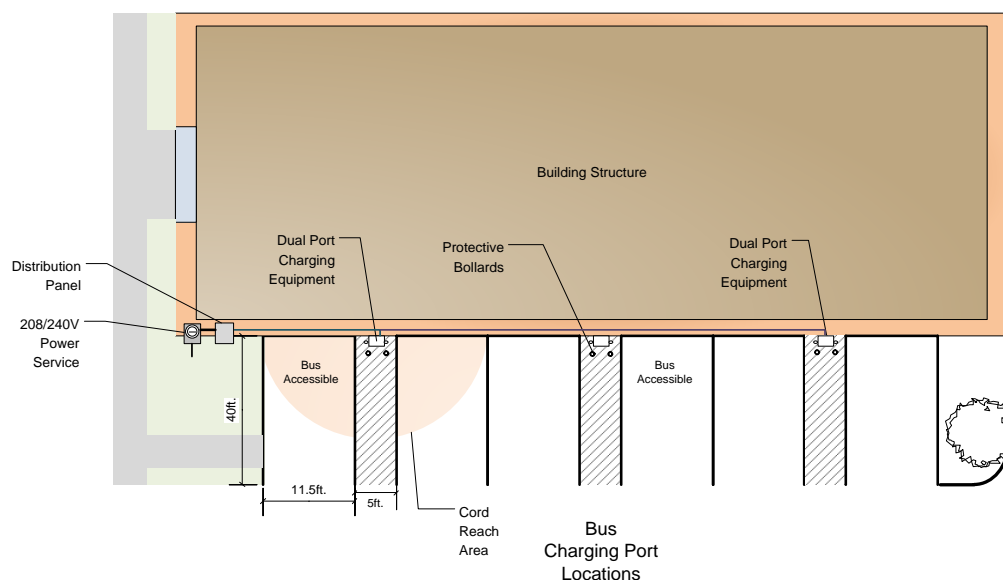 Building Structure
Dual Port
Charging
Equipment
Protective
Bollards
Dual Port
Charging
Equipment
Distribution
Panel
208/240V
Power
Service
Bus
Accessible
Bus
Accessible
40ft.
11.5ft.
5ft.
Cord
Reach
Area
Bus
Charging Port
Locations